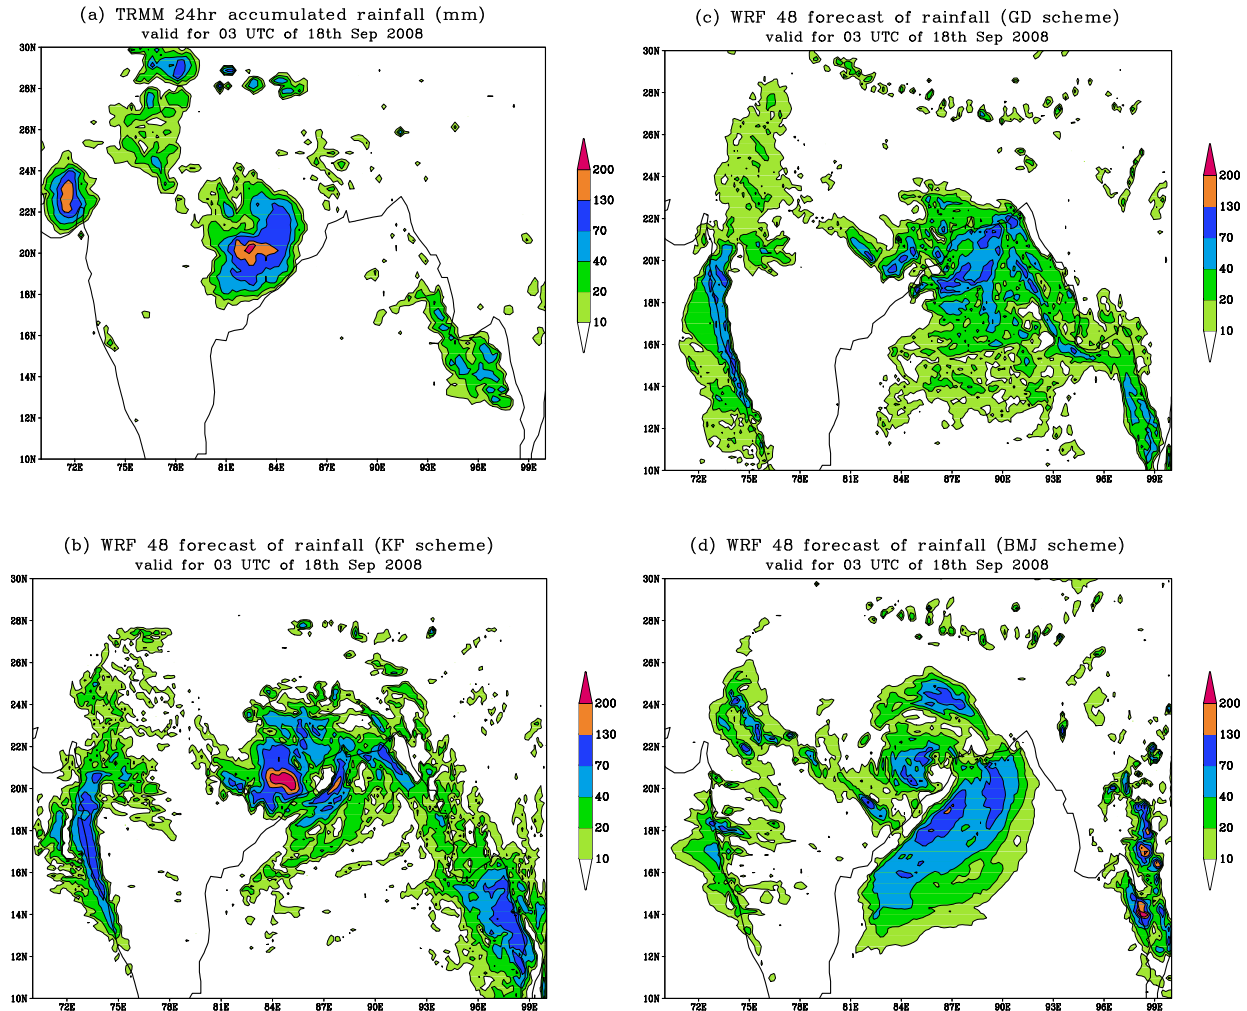 (a) TRMM 24hr accumulated rainfall (mm)
valid for 03 UTC of 18th Sep 2008
30N
28N
26N
24N
22N
20N
18N
16N
14N
12N
10N
72E 75E 78E 81E 84E 87E 90E 93E 96E 99E
200
130
70
40
20
10
(c) WRF 48 forecast of rainfall (GD scheme)
valid for 03 UTC of 18th Sep 2008
30N
28N
26N
24N
22N
20N
18N
16N
14N
12N
10N
72E 75E 78E 81E 84E 87E 90E 93E 96E 99E
200
130
70
40
20
10
(b) WRF 48 forecast of rainfall (KF scheme)
valid for 03 UTC of 18th Sep 2008
30N
28N
26N
24N
22N
20N
18N
16N
14N
12N
10N
72E 75E 78E 81E 84E 87E 90E 93E 96E 99E
200
130
70
40
20
10
(d) WRF 48 forecast of rainfall (BMJ scheme)
valid for 03 UTC of 18th Sep 2008
30N
28N
26N
24N
22N
20N
18N
16N
14N
12N
10N
72E 75E 78E 81E 84E 87E 90E 93E 96E 99E
200
130
70
40
20
10